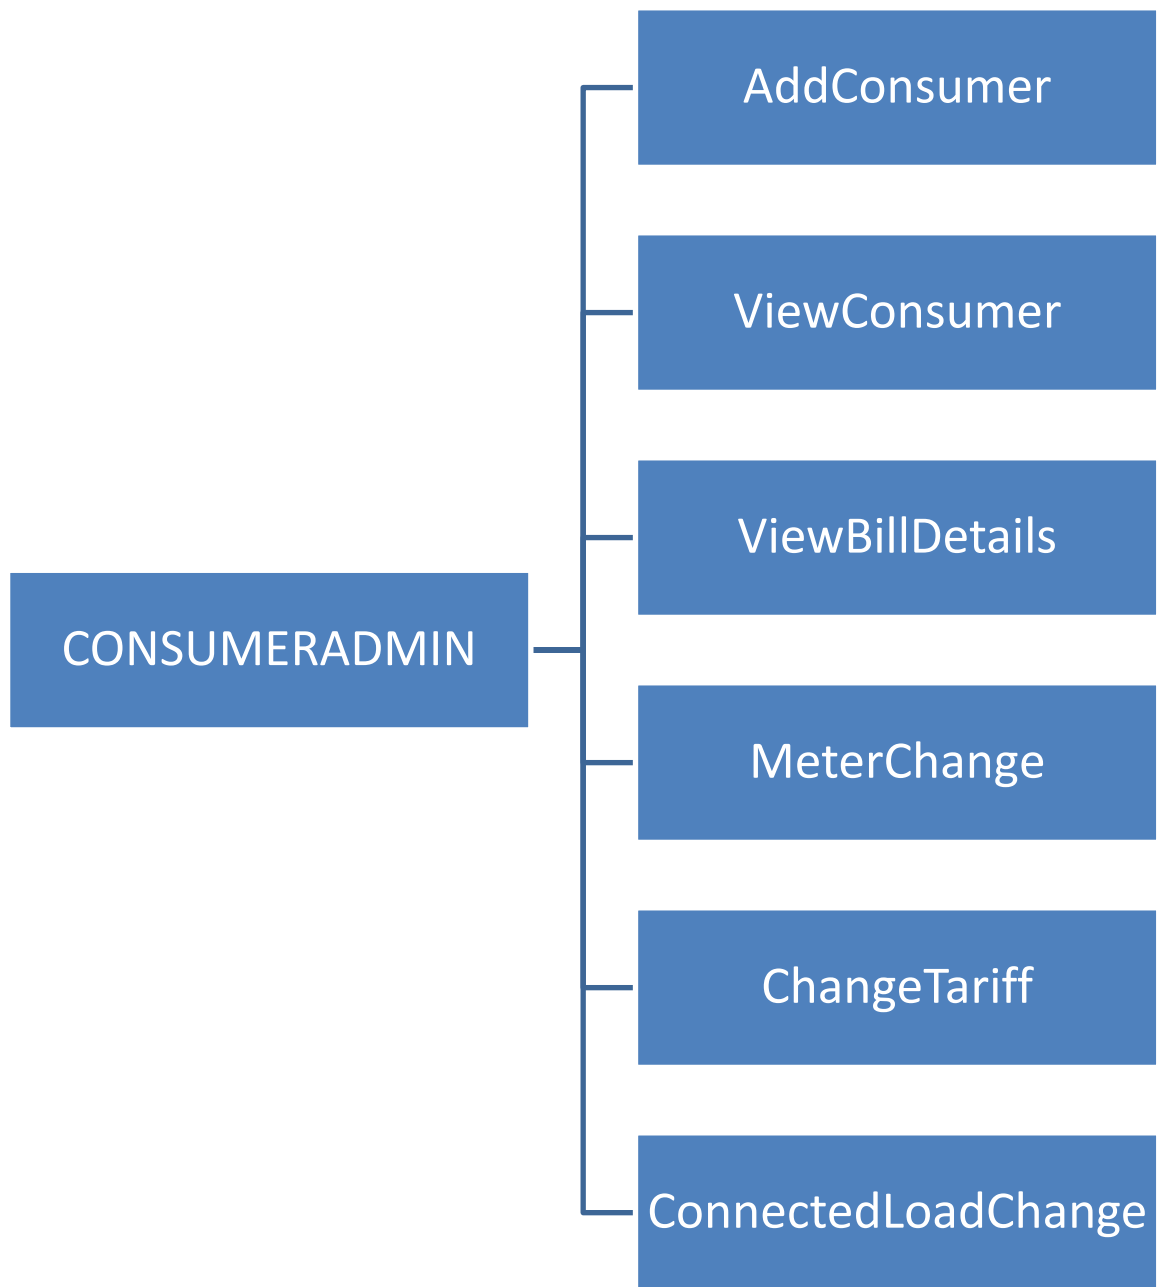 AddConsumer
ViewConsumer
ViewBillDetails
CONSUMERADMIN
MeterChange
ChangeTariff
ConnectedLoadChange